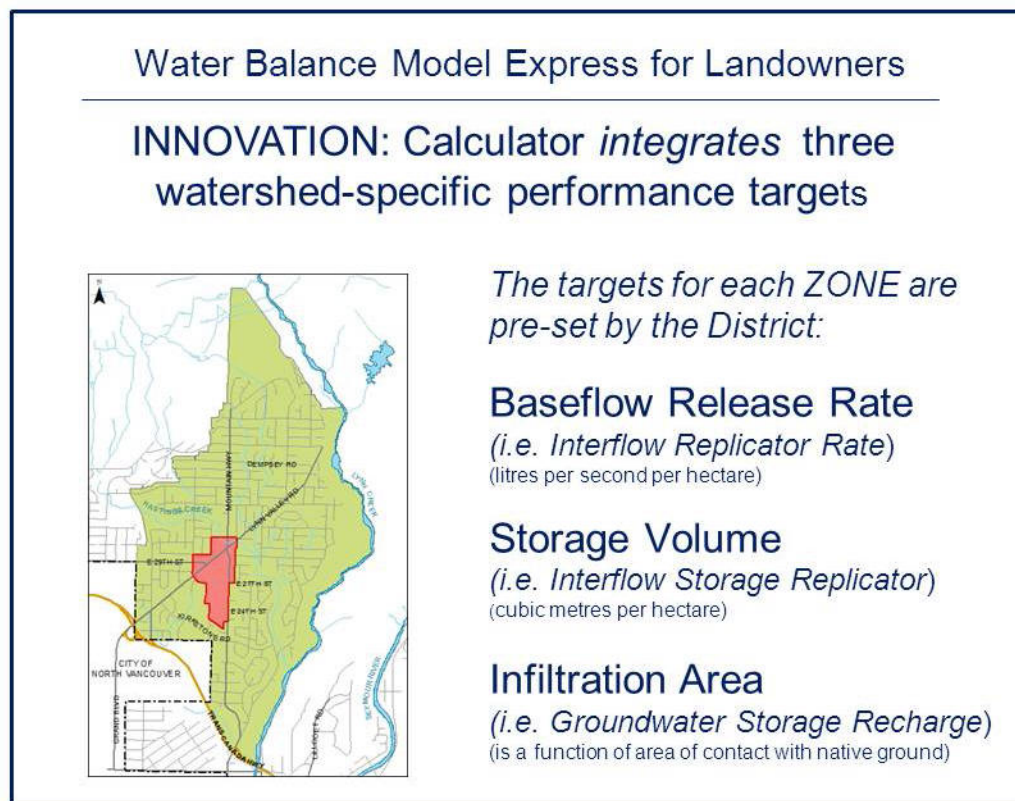 Water Balance Model Express for Landowners
INNOVATION: Calculator integrates three
watershed-specific performance targets
The targets for each ZONE are
pre-set by the District:
Baseflow Release Rate
(i.e. Interflow Replicator Rate)
(litres per second per hectare)
Storage Volume
(i.e. Interflow Storage Replicator)
(cubic metres per hectare)
Infiltration Area
(i.e. Groundwater Storage Recharge)
(is a function of area of contact with native ground)
DEMPSEY RD
MOUNTAIN HWY
LYNN VALLEY RD
LYNN CREEK
HASTINGS CREEK
E 29TH ST
E 27TH ST
E 24TH ST
KIRKSTONE RD
CITY OF
NORTH VANCOUVER
GRAND BLVD
TRANS CANADA HWY
LILLOOET RD
SEYMOUR RIVER